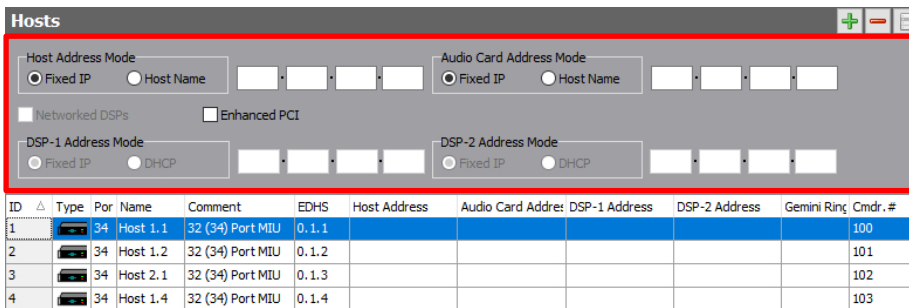 Hosts
Host Address Mode
Fixed IP Host Name
Audio Card Address Mode
Fixed IP Host Name
Networked DSPs Enhanced PCI
DSP-1 Address Mode
Fixed IP DHCP
DSP-2 Address Mode
Fixed IP DHCP
ID Type Por Name Comment EDHS Host Address Audio Card Addres DSP-1 Address DSP-2 Address Gemini Ring Cmdr.#
1 34 Host 1.1 32 (34) Port MIU 0.1.1 100
2 34 Host 1.2 32 (34) Port MIU 0.1.2 101
3 34 Host 2.1 32 (34) Port MIU 0.1.3 102
4 34 Host 1.4 32 (34) Port MIU 0.1.4 103